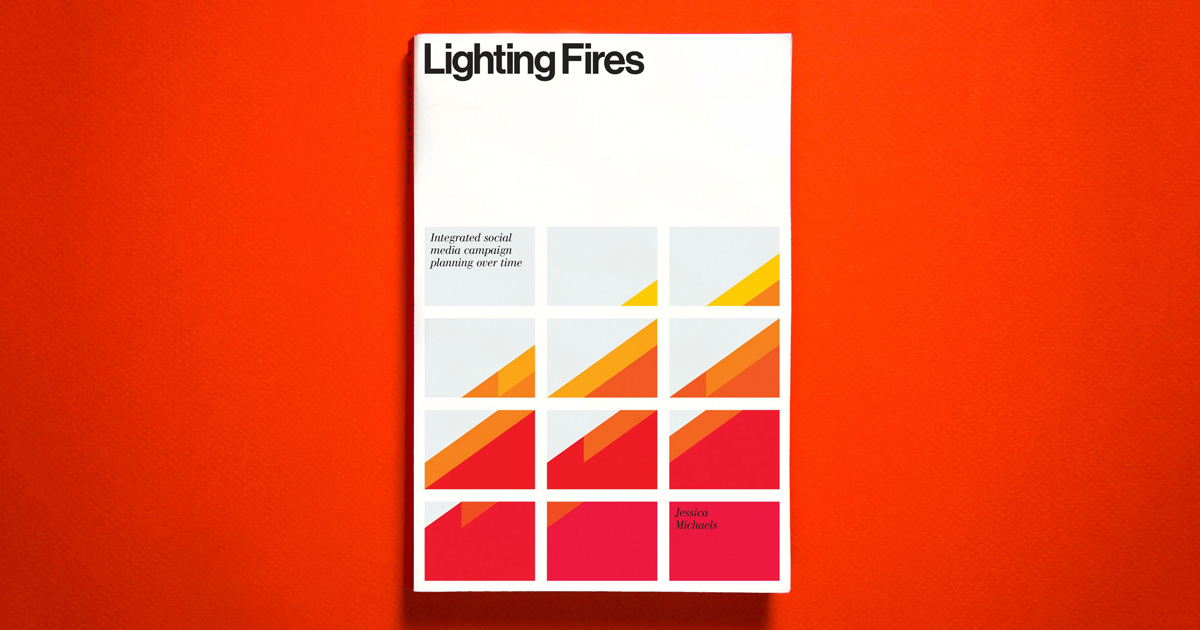 Lighting Fires
Integrated social
media campaign
planning over time
Jessica
Michaels